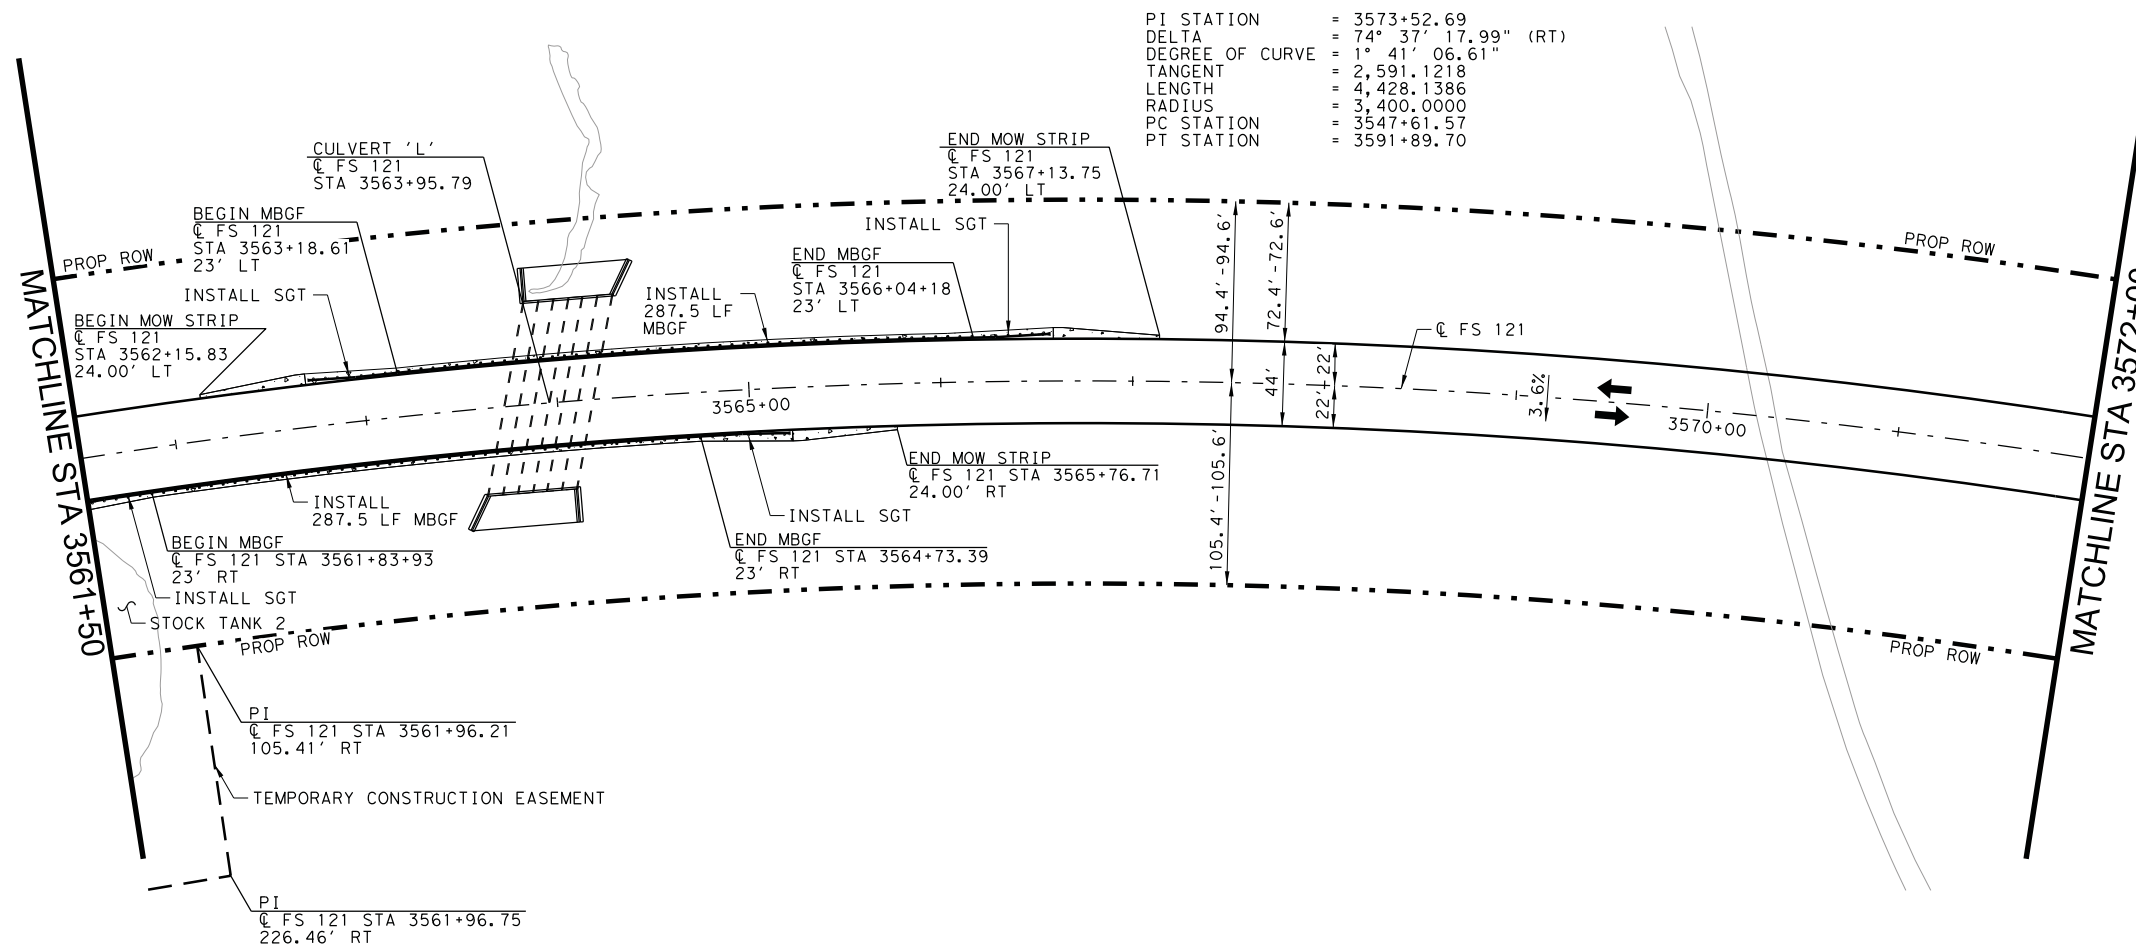 PI STATION = 3573+52.69
DELTA = 74° 37' 17.99" (RT)
DEGREE OF CURVE = 1° 41' 06.61"
TANGENT = 2,591.1218
LENGTH = 4,428.1386
RADIUS = 3,400.0000
PC STATION = 3547+61.57
PT STATION = 3591+89.70
END MOW STRIP
℄ FS 121
STA 3567+13.75
24.00' LT
CULVERT 'L'
℄ FS 121
STA 3563+95.79
BEGIN MBGF
℄ FS 121
STA 3563+18.61
23' LT
INSTALL SGT
PROP ROW
PROP ROW
94.4'-94.6'
72.4'-72.6'
END MBGF
℄ FS 121
STA 3566+04+18
23' LT
INSTALL SGT
INSTALL
287.5 LF
MBGF
BEGIN MOW STRIP
℄ FS 121
STA 3562+15.83
24.00' LT
℄ FS 121
MATCHLINE STA 3561+50
MATCHLINE STA 3572+00
3565+00
44'
22'
22'
3.6%
3570+00
END MOW STRIP
℄ FS 121 STA 3565+76.71
24.00' RT
INSTALL
287.5 LF MBGF
INSTALL SGT
105.4'-105.6'
BEGIN MBGF
℄ FS 121 STA 3561+83+93
23' RT
END MBGF
℄ FS 121 STA 3564+73.39
23' RT
INSTALL SGT
STOCK TANK 2
PROP ROW
PROP ROW
PI
℄ FS 121 STA 3561+96.21
105.41' RT
TEMPORARY CONSTRUCTION EASEMENT
PI
℄ FS 121 STA 3561+96.75
226.46' RT